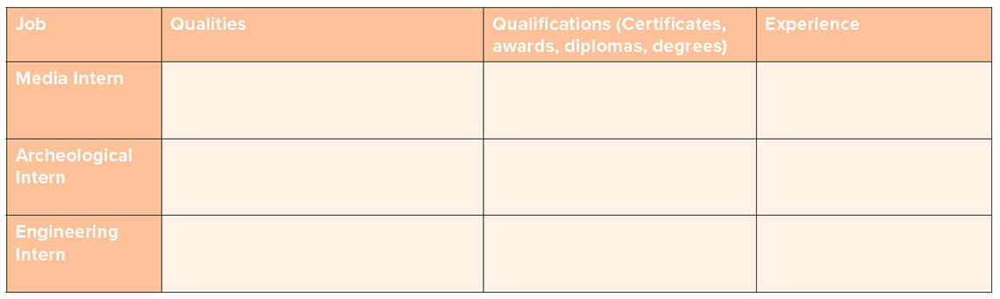 Job
Qualities
Qualifications (Certificates,
awards, diplomas, degrees)
Experience
Media Intern
Archeological
Intern
Engineering
Intern